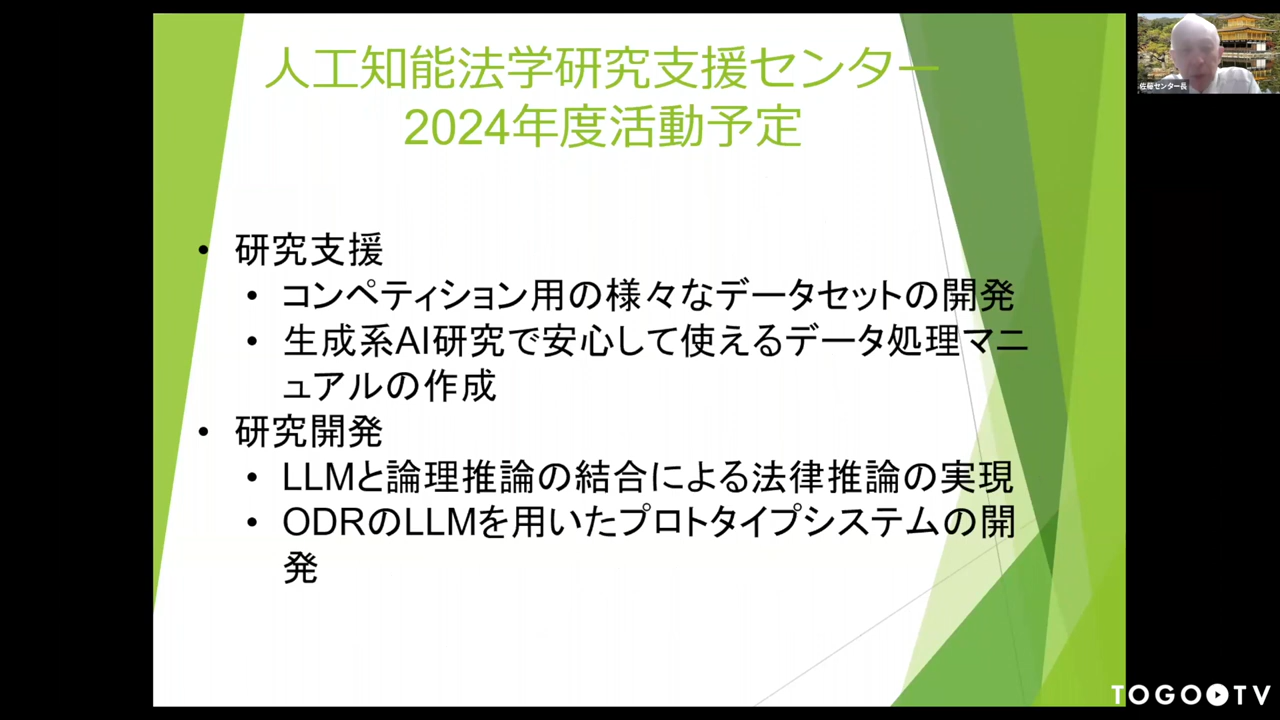 人工知能法学研究支援センター
2024年度活動予定
• 研究支援
• コンペティション用の様々なデータセットの開発
• 生成系AI研究で安心して使えるデータ処理マニ
ュアルの作成
• 研究開発
• LLMと論理推論の結合による法律推論の実現
• ODRのLLMを用いたプロトタイプシステムの開
発
佐藤センター長
TOGOTV